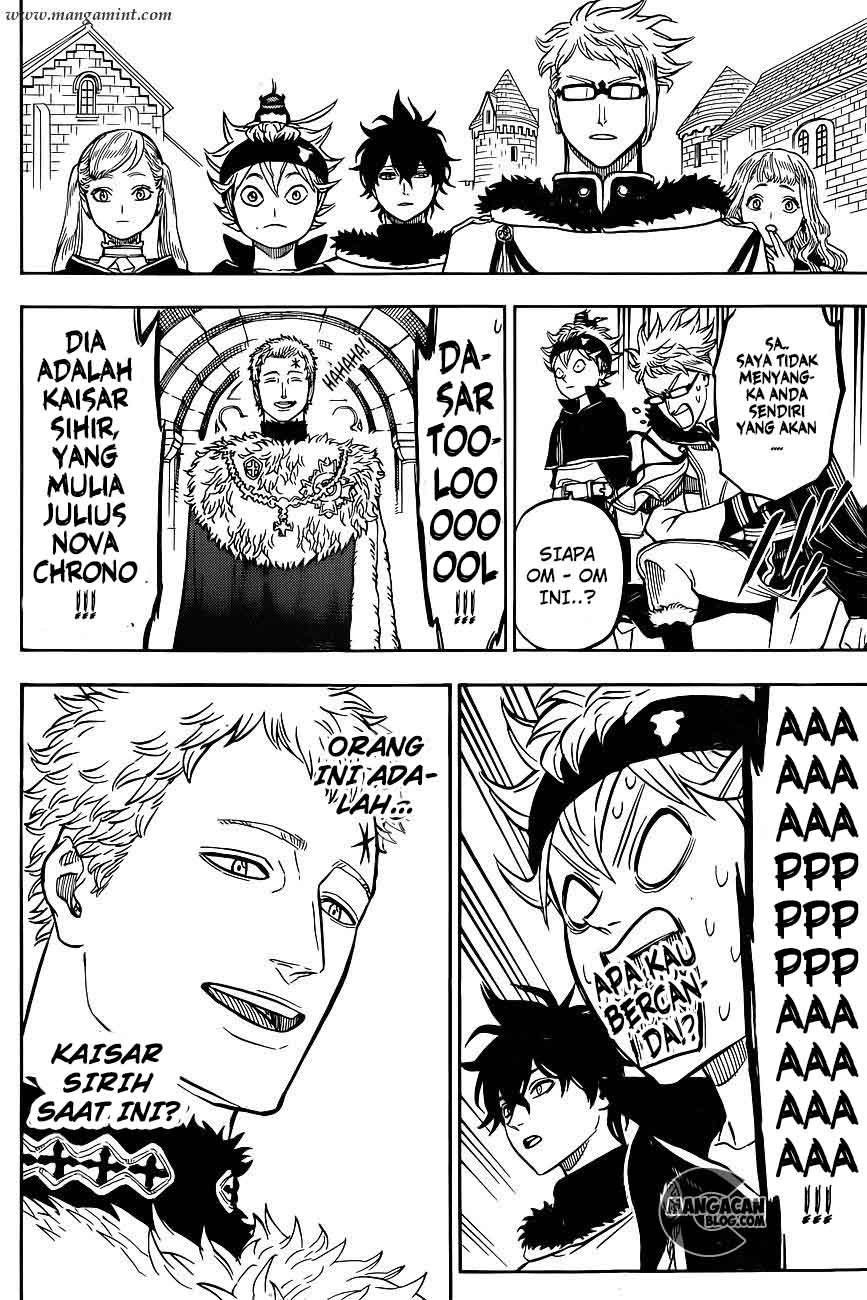 www.mangamint.com
SA..
SAYA TIDAK
MENYANG-
KA ANDA
SENDIRI
YANG AKAN
....
SIAPA
OM - OM
INI..?
DA-
SAR
TOO-
LOO
OOO
OOL
!!!
HAHAHA!
DIA
ADALAH
KAISAR
SIHIR,
YANG
MULIA
JULIUS
NOVA
CHRONO
!!!
AAA
AAA
AAA
PPP
PPP
PPP
AAA
AAA
AAA
AAA
!!!
APA KAU
BERCAN-
DA!?
ORANG
INI ADA-
LAH...
KAISAR
SIRIH
SAAT INI?
MANGACAN
BLOG.COM